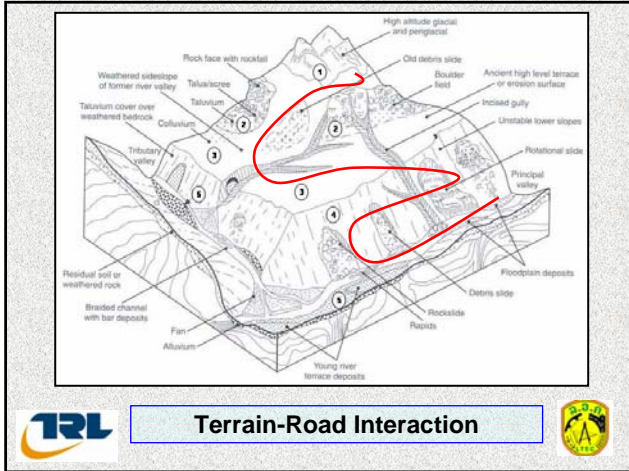 High altitude glacial
and periglacial
Rock face with rockfall
Old debris slide
Weathered sideslope
of former river valley
Talus/scree
Boulder
field
Ancient high level terrace
or erosion surface
Taluvium cover over
weathered bedrock
Taluvium
Incised gully
Colluvium
Unstable lower slopes
Tributary
valley
Rotational slide
Principal
valley
1
2
2
3
3
4
5
5
Residual soil or
weathered rock
Floodplain deposits
Braided channel
with bar deposits
Debris slide
Rockslide
Fan
Rapids
Alluvium
Young river
terrace deposits
TRL
Terrain-Road Interaction